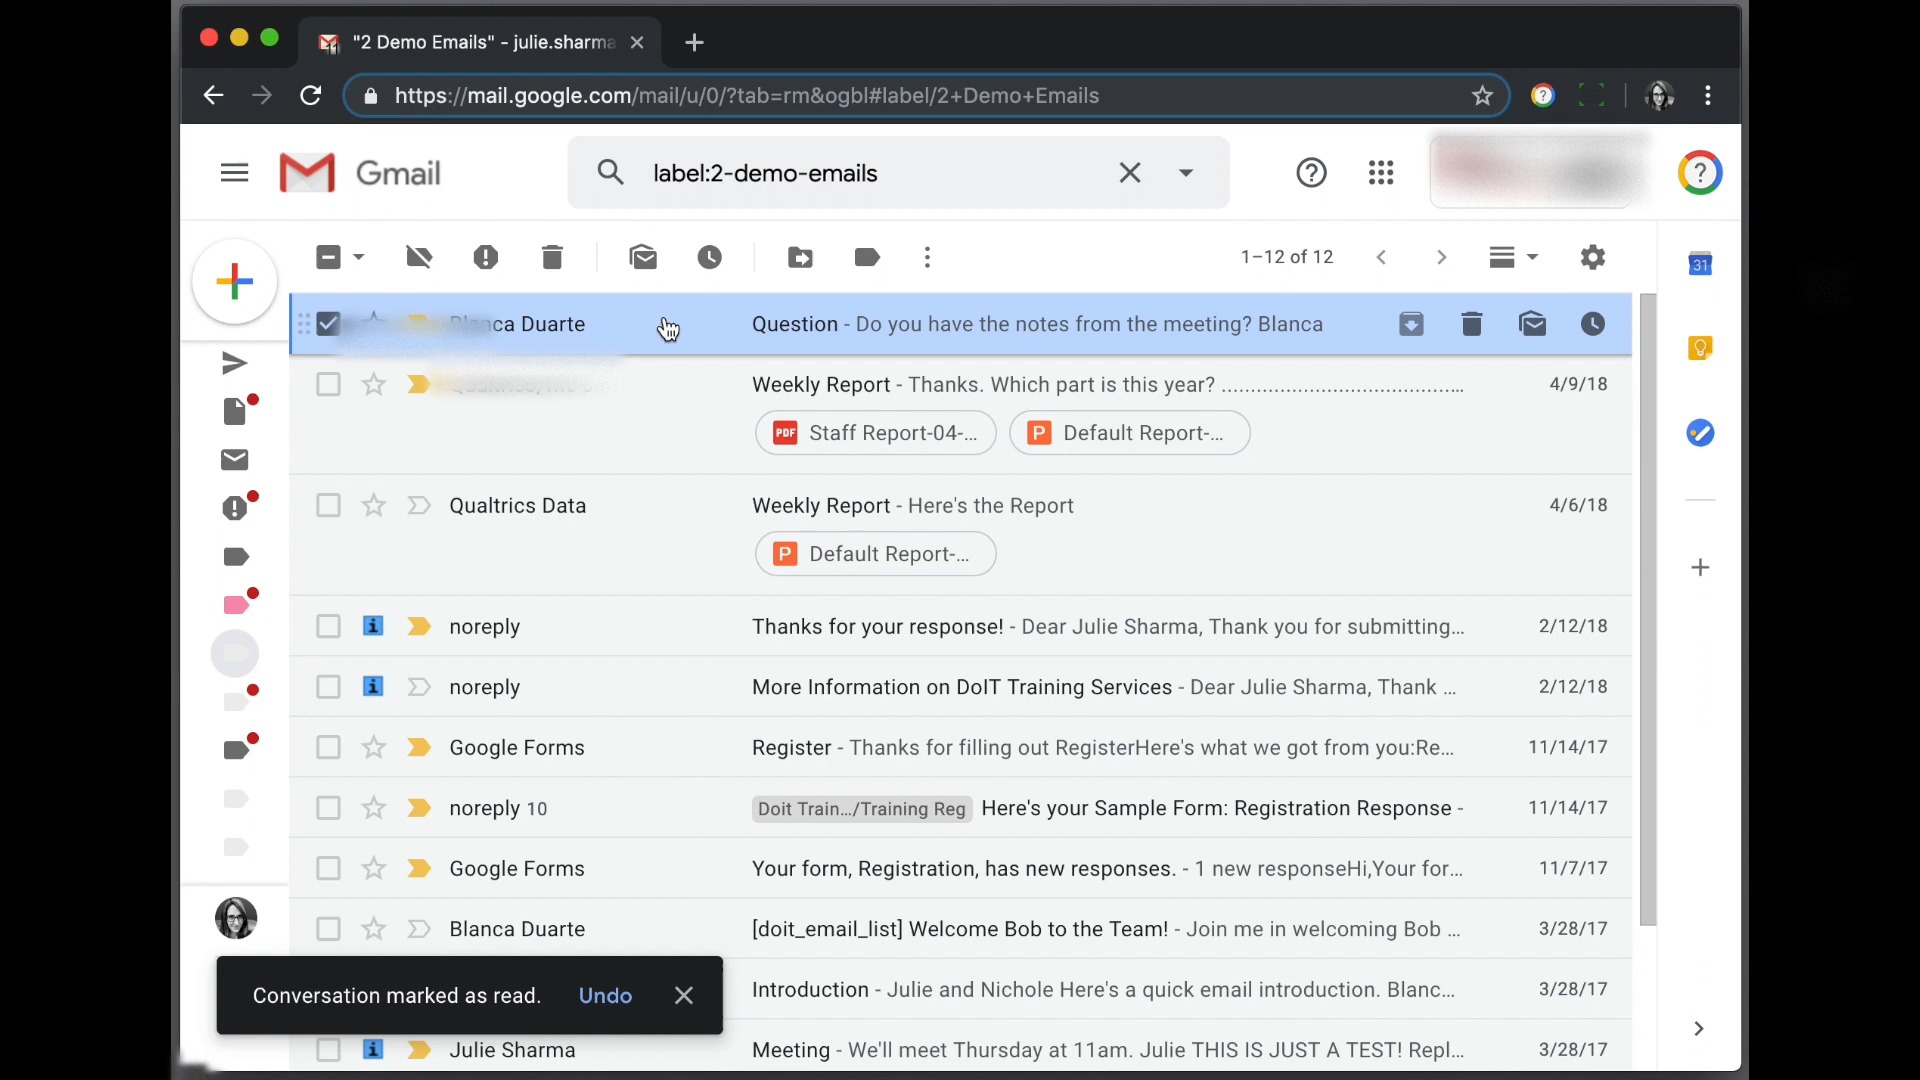 "2 Demo Emails" - julie.sharma
https://mail.google.com/mail/u/0/?tab=rm&ogbl#label/2+Demo+Emails
Gmail
label:2-demo-emails
1–12 of 12
31
Blanca Duarte Question - Do you have the notes from the meeting? Blanca
Weekly Report - Thanks. Which part is this year? ...................................... 4/9/18
PDF Staff Report-04-... P Default Report-...
Qualtrics Data Weekly Report - Here's the Report 4/6/18
P Default Report-...
noreply Thanks for your response! - Dear Julie Sharma, Thank you for submitting... 2/12/18
noreply More Information on DoIT Training Services - Dear Julie Sharma, Thank ... 2/12/18
Google Forms Register - Thanks for filling out RegisterHere's what we got from you:Re... 11/14/17
noreply 10 Doit Train.../Training Reg Here's your Sample Form: Registration Response - 11/14/17
Google Forms Your form, Registration, has new responses. - 1 new responseHi,Your for... 11/7/17
Blanca Duarte [doit_email_list] Welcome Bob to the Team! - Join me in welcoming Bob ... 3/28/17
Introduction - Julie and Nichole Here's a quick email introduction. Blanc... 3/28/17
Conversation marked as read. Undo
Julie Sharma Meeting - We'll meet Thursday at 11am. Julie THIS IS JUST A TEST! Repl... 3/28/17